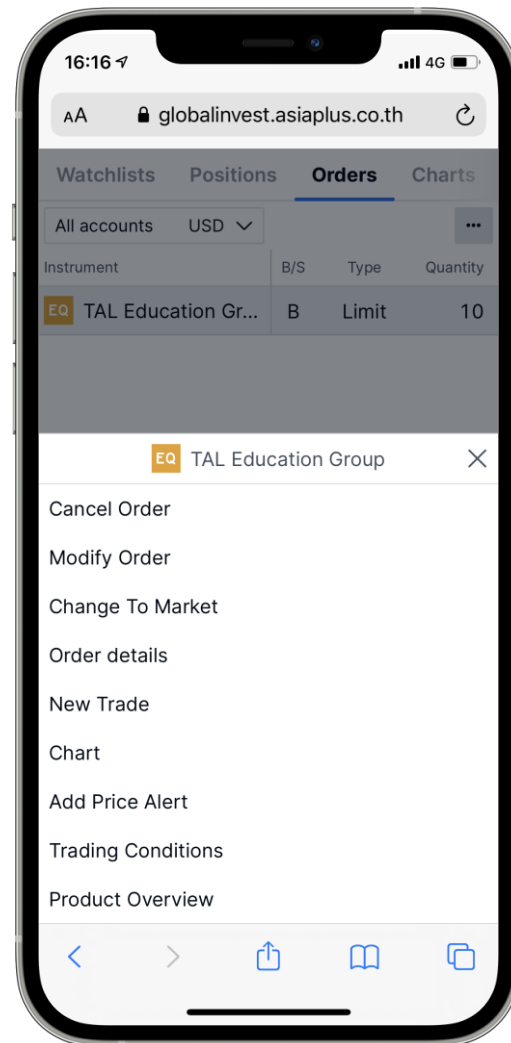 16:16 4G
AA globalinvest.asiaplus.co.th
Watchlists Positions Orders Charts
All accounts USD ...
Instrument B/S Type Quantity
EQ TAL Education Gr... B Limit 10
EQ TAL Education Group
Cancel Order
Modify Order
Change To Market
Order details
New Trade
Chart
Add Price Alert
Trading Conditions
Product Overview